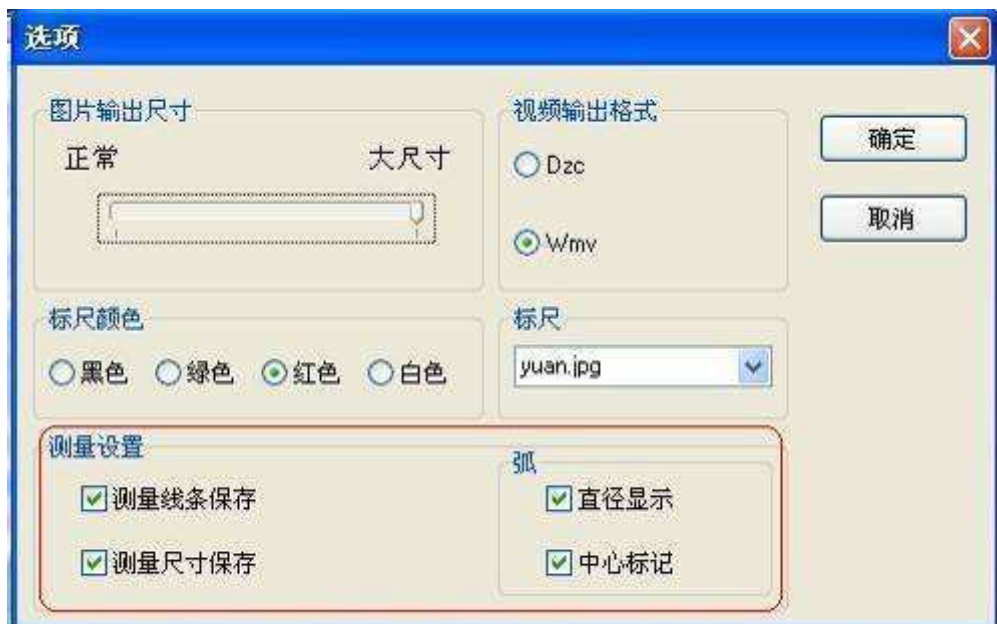 选项
图片输出尺寸
正常 大尺寸
视频输出格式
Dzc
Wmv
确定
取消
标尺颜色
黑色 绿色 红色 白色
标尺
yuan.jpg
测量设置
测量线条保存
测量尺寸保存
弧
直径显示
中心标记